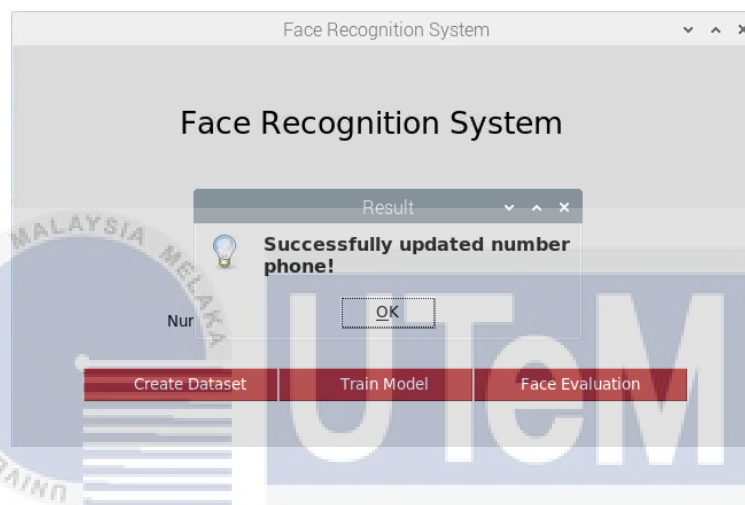 Face Recognition System
Face Recognition System
Result
Successfully updated number
phone!
Nur
OK
Create Dataset Train Model Face Evaluation
MALAYSIA MELAKA
UTeM